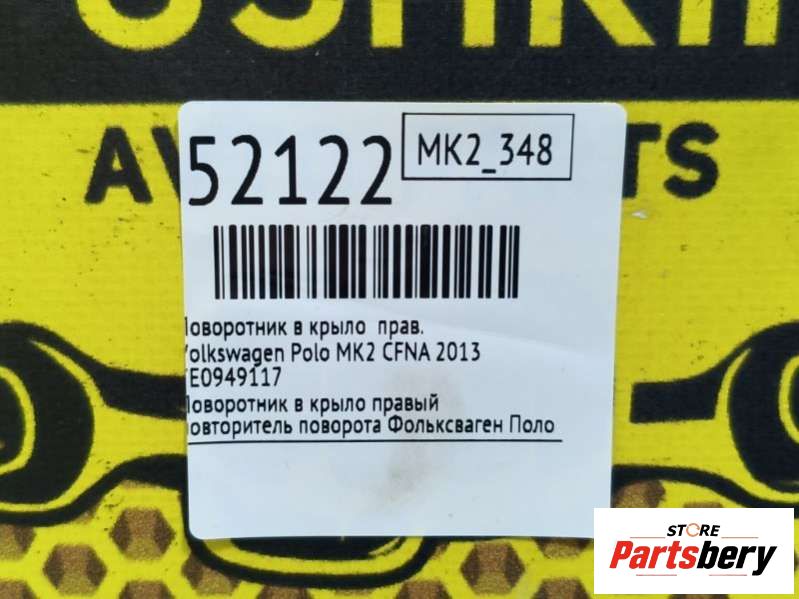 52122
MK2_348
оворотник в крыло прав.
olkswagen Polo MK2 CFNA 2013
E0949117
оворотник в крыло правый
овторитель поворота Фольксваген Поло
STORE
Partsbery